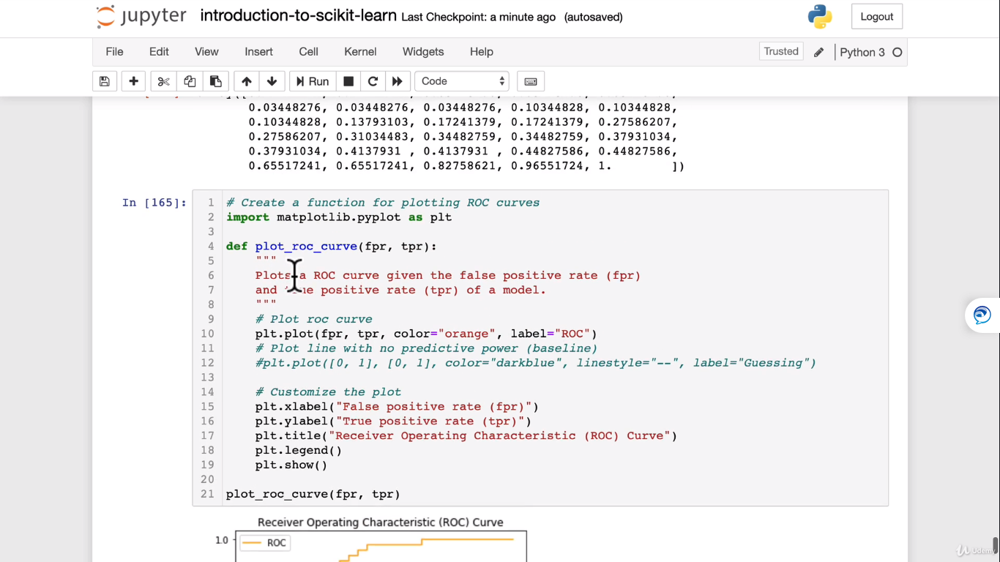 jupyter introduction-to-scikit-learn Last Checkpoint: a minute ago (autosaved)
Logout
File Edit View Insert Cell Kernel Widgets Help
Trusted Python 3
Run Code
0.03448276, 0.03448276, 0.03448276, 0.10344828, 0.10344828,
0.10344828, 0.13793103, 0.17241379, 0.17241379, 0.27586207,
0.27586207, 0.31034483, 0.34482759, 0.34482759, 0.37931034,
0.37931034, 0.4137931 , 0.4137931 , 0.44827586, 0.44827586,
0.65517241, 0.65517241, 0.82758621, 0.96551724, 1. ])
In [165]:
1 # Create a function for plotting ROC curves
2 import matplotlib.pyplot as plt
3
4 def plot_roc_curve(fpr, tpr):
5 """
6 Plots a ROC curve given the false positive rate (fpr)
7 and true positive rate (tpr) of a model.
8 """
9 # Plot roc curve
10 plt.plot(fpr, tpr, color="orange", label="ROC")
11 # Plot line with no predictive power (baseline)
12 #plt.plot([0, 1], [0, 1], color="darkblue", linestyle="--", label="Guessing")
13
14 # Customize the plot
15 plt.xlabel("False positive rate (fpr)")
16 plt.ylabel("True positive rate (tpr)")
17 plt.title("Receiver Operating Characteristic (ROC) Curve")
18 plt.legend()
19 plt.show()
20
21 plot_roc_curve(fpr, tpr)
Receiver Operating Characteristic (ROC) Curve
1.0
ROC
Udemy